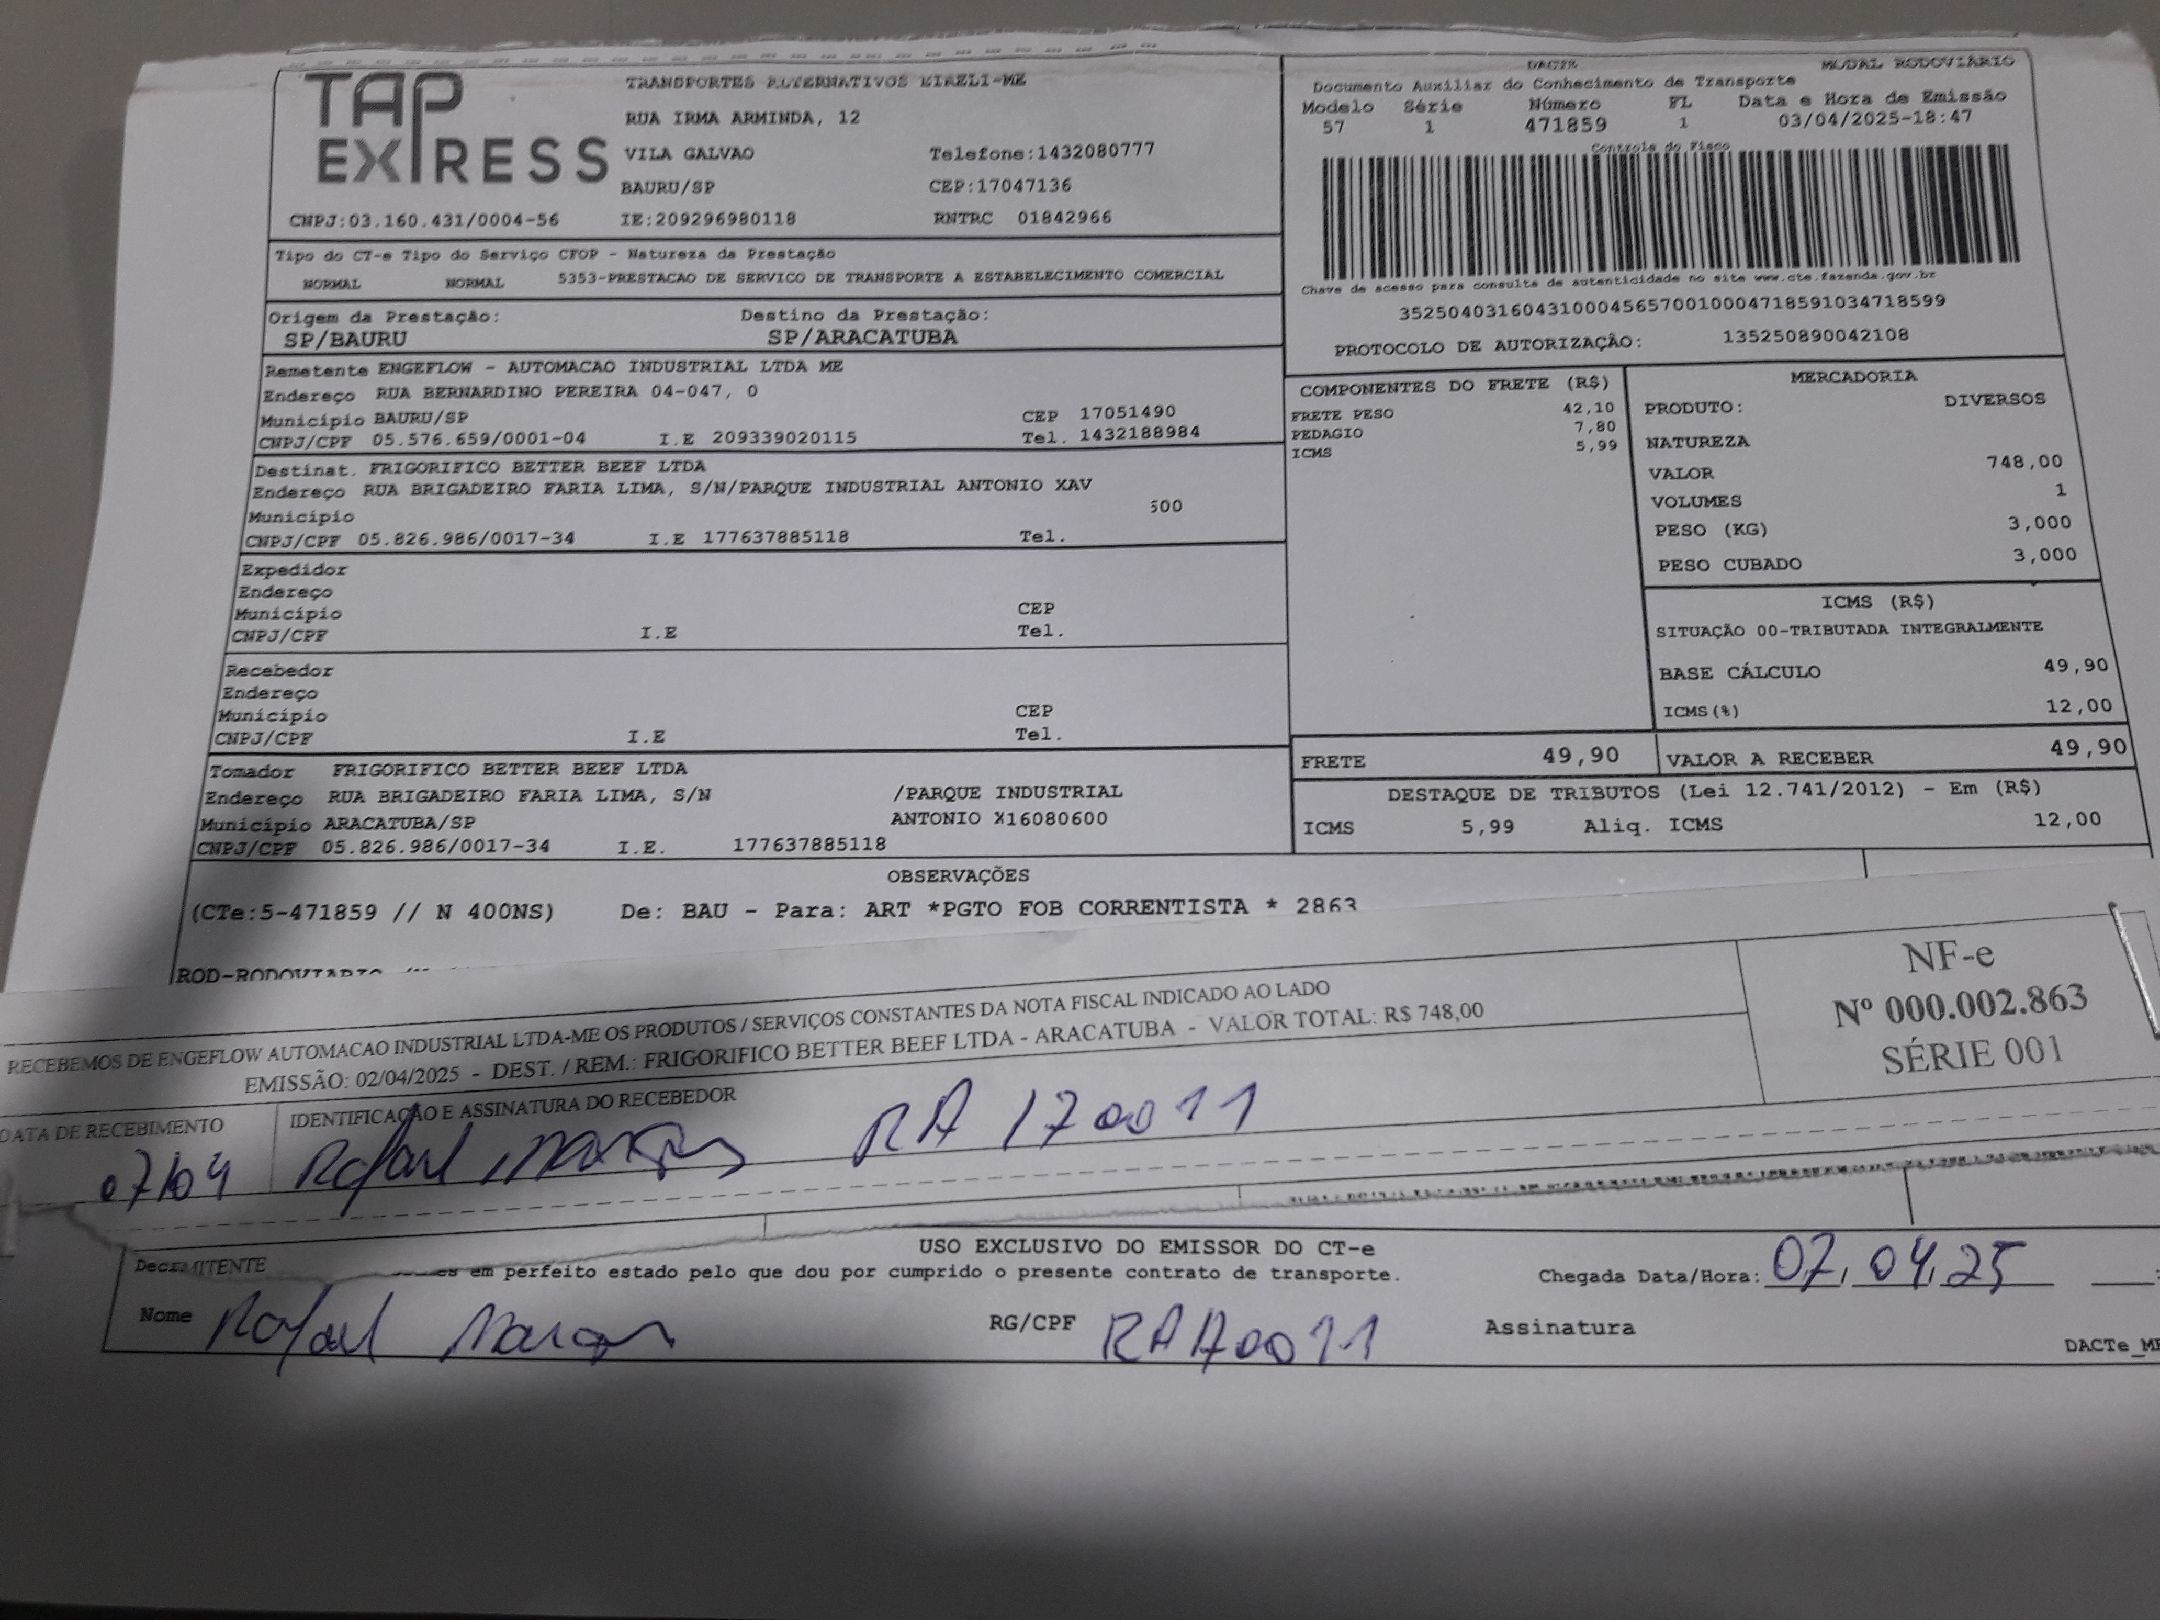 TAP
EXPRESS
TRANSPORTES ALTERNATIVOS EIRELI-ME
RUA IRMA ARMINDA, 12
VILA GALVAO Telefone:1432080777
BAURU/SP CEP:17047136
CNPJ:03.160.431/0004-56 IE:209296980118 RNTRC 01842966
DACTE MODAL RODOVIÁRIO
Documento Auxiliar do Conhecimento de Transporte
Modelo Série Número FL Data e Hora de Emissão
57 1 471859 1 03/04/2025-18:47
Controle do Fisco
Chave de acesso para consulta de autenticidade no site www.cte.fazenda.gov.br
35250403160431000456570010004718591034718599
PROTOCOLO DE AUTORIZAÇÃO: 135250890042108
Tipo do CT-e Tipo do Serviço CFOP - Natureza da Prestação
NORMAL NORMAL 5353-PRESTACAO DE SERVICO DE TRANSPORTE A ESTABELECIMENTO COMERCIAL
Origem da Prestação: Destino da Prestação:
SP/BAURU SP/ARACATUBA
Remetente ENGEFLOW - AUTOMACAO INDUSTRIAL LTDA ME
Endereço RUA BERNARDINO PEREIRA 04-047, 0
Município BAURU/SP CEP 17051490
CNPJ/CPF 05.576.659/0001-04 I.E 209339020115 Tel. 1432188984
Destinat. FRIGORIFICO BETTER BEEF LTDA
Endereço RUA BRIGADEIRO FARIA LIMA, S/N/PARQUE INDUSTRIAL ANTONIO XAV
Município 600
CNPJ/CPF 05.826.986/0017-34 I.E 177637885118 Tel.
Expedidor
Endereço
Município CEP
CNPJ/CPF I.E Tel.
Recebedor
Endereço
Município CEP
CNPJ/CPF I.E Tel.
Tomador FRIGORIFICO BETTER BEEF LTDA
Endereço RUA BRIGADEIRO FARIA LIMA, S/N /PARQUE INDUSTRIAL
Município ARACATUBA/SP ANTONIO X16080600
CNPJ/CPF 05.826.986/0017-34 I.E. 177637885118
COMPONENTES DO FRETE (R$)
FRETE PESO 42,10
PEDAGIO 7,80
ICMS 5,99
MERCADORIA
PRODUTO: DIVERSOS
NATUREZA
VALOR 748,00
VOLUMES 1
PESO (KG) 3,000
PESO CUBADO 3,000
ICMS (R$)
SITUAÇÃO 00-TRIBUTADA INTEGRALMENTE
BASE CÁLCULO 49,90
ICMS(%) 12,00
FRETE 49,90 VALOR A RECEBER 49,90
DESTAQUE DE TRIBUTOS (Lei 12.741/2012) - Em (R$)
ICMS 5,99 Aliq. ICMS 12,00
OBSERVAÇÕES
(CTe:5-471859 // N 400NS) De: BAU - Para: ART *PGTO FOB CORRENTISTA * 2863
ROD-RODOVIARIO
RECEBEMOS DE ENGEFLOW AUTOMACAO INDUSTRIAL LTDA-ME OS PRODUTOS / SERVIÇOS CONSTANTES DA NOTA FISCAL INDICADO AO LADO
EMISSÃO: 02/04/2025 - DEST. / REM.: FRIGORIFICO BETTER BEEF LTDA - ARACATUBA - VALOR TOTAL: R$ 748,00
NF-e
Nº 000.002.863
SÉRIE 001
DATA DE RECEBIMENTO IDENTIFICAÇÃO E ASSINATURA DO RECEBEDOR
07/04 Rafael Marques RA 170011
USO EXCLUSIVO DO EMISSOR DO CT-e
EMITENTE em perfeito estado pelo que dou por cumprido o presente contrato de transporte. Chegada Data/Hora: 07,04,25
Nome Rafael Marques RG/CPF RA170011 Assinatura
DACTe_